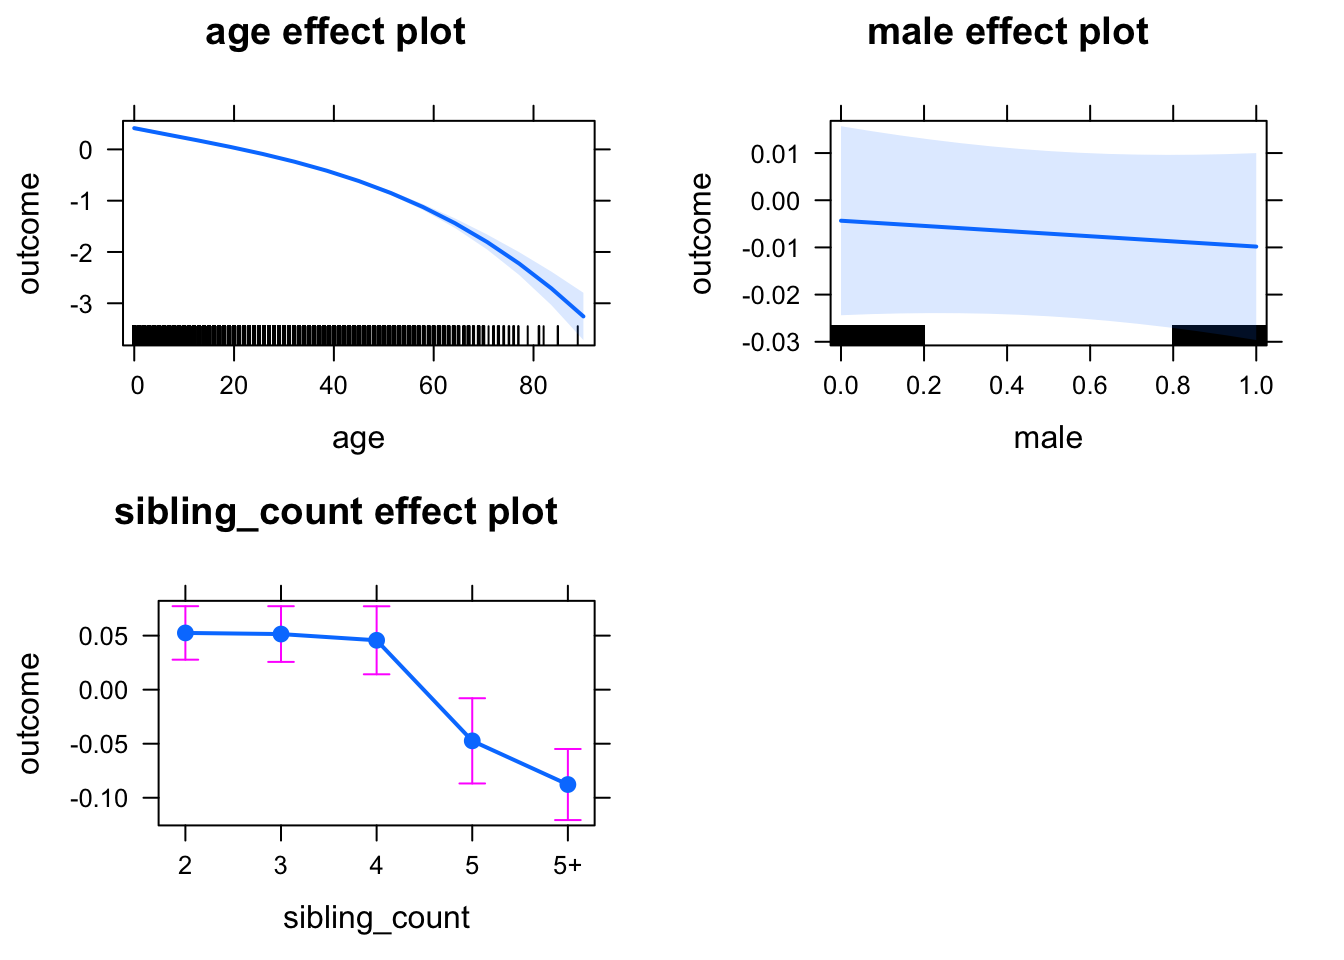 age effect plot
outcome
0
-1
-2
-3
0 20 40 60 80
age
male effect plot
outcome
0.01
0.00
-0.01
-0.02
-0.03
0.0 0.2 0.4 0.6 0.8 1.0
male
sibling_count effect plot
outcome
0.05
0.00
-0.05
-0.10
2 3 4 5 5+
sibling_count